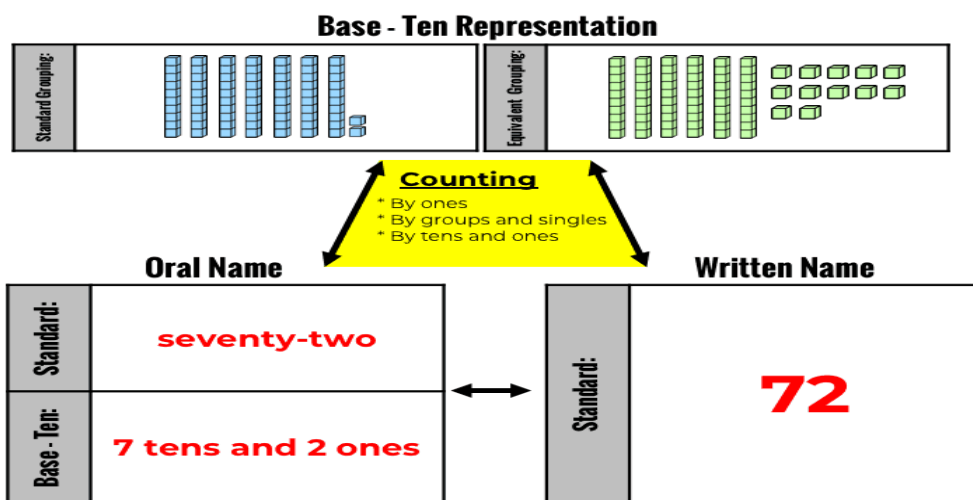 Base - Ten Representation
Standard Grouping:
Equivalent Grouping:
Counting
* By ones
* By groups and singles
* By tens and ones
Oral Name
Standard:
seventy-two
Base - Ten:
7 tens and 2 ones
Written Name
Standard:
72